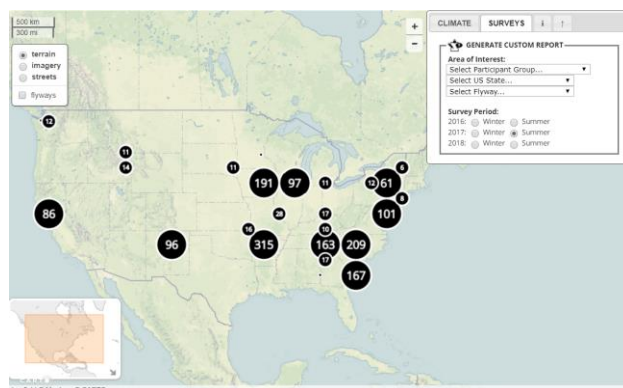 500 km
300 mi
terrain
imagery
streets
flyways
+
−
CLIMATE SURVEYS i ↑
GENERATE CUSTOM REPORT
Area of Interest:
Select Participant Group...
Select US State...
Select Flyway...
Survey Period:
2016: Winter Summer
2017: Winter Summer
2018: Winter Summer
12
11
14
11
6
191
97
11
12
61
8
86
28
17
101
16
10
96
315
163
209
17
167